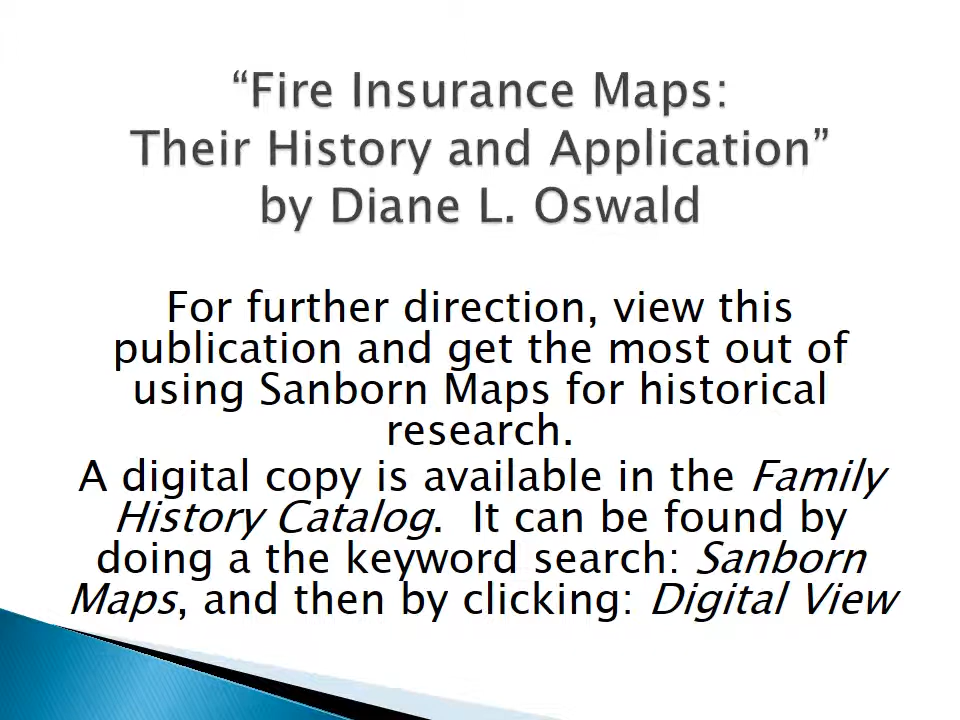 “Fire Insurance Maps:
Their History and Application”
by Diane L. Oswald
For further direction, view this
publication and get the most out of
using Sanborn Maps for historical
research.
A digital copy is available in the Family
History Catalog.  It can be found by
doing a the keyword search: Sanborn
Maps, and then by clicking: Digital View